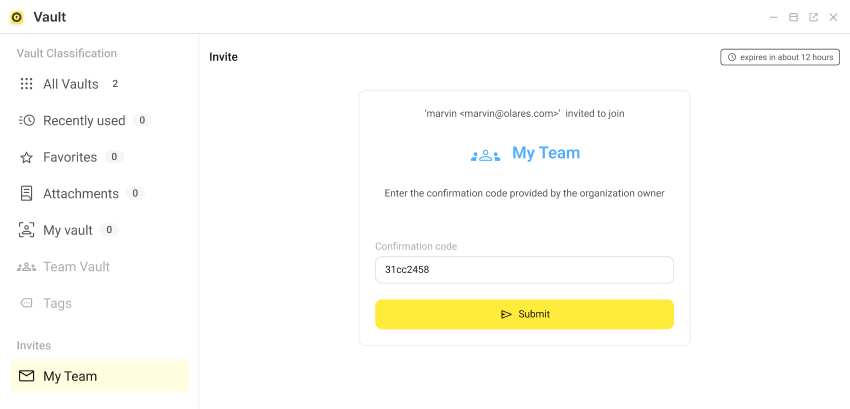 Vault
Vault Classification
All Vaults 2
Recently used 0
Favorites 0
Attachments 0
My vault 0
Team Vault
Tags
Invites
My Team
Invite
expires in about 12 hours
'marvin <marvin@olares.com>' invited to join
My Team
Enter the confirmation code provided by the organization owner
Confirmation code
31cc2458
Submit